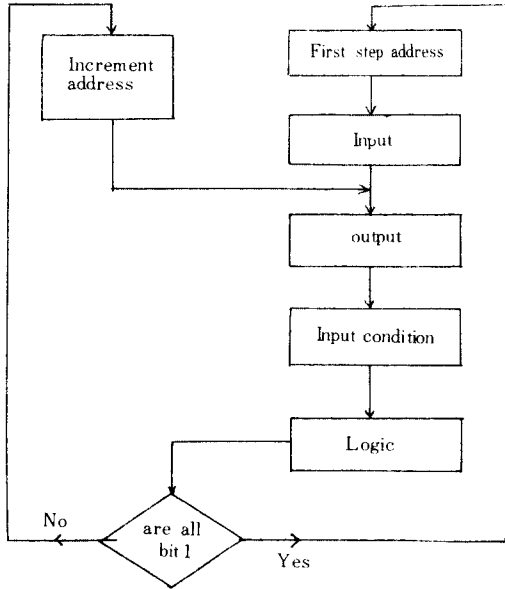 Increment
address
First step address
Input
output
Input condition
Logic
are all
bit 1
No
Yes